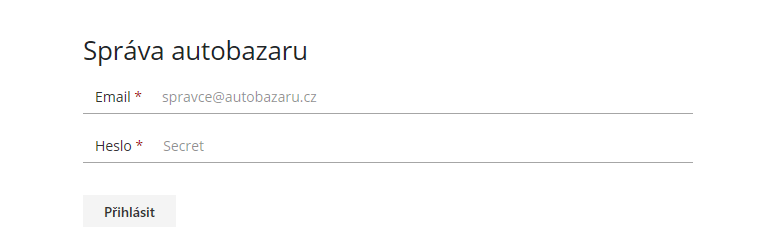 Správa autobazaru
Email * spravce@autobazaru.cz
Heslo * Secret
Přihlásit